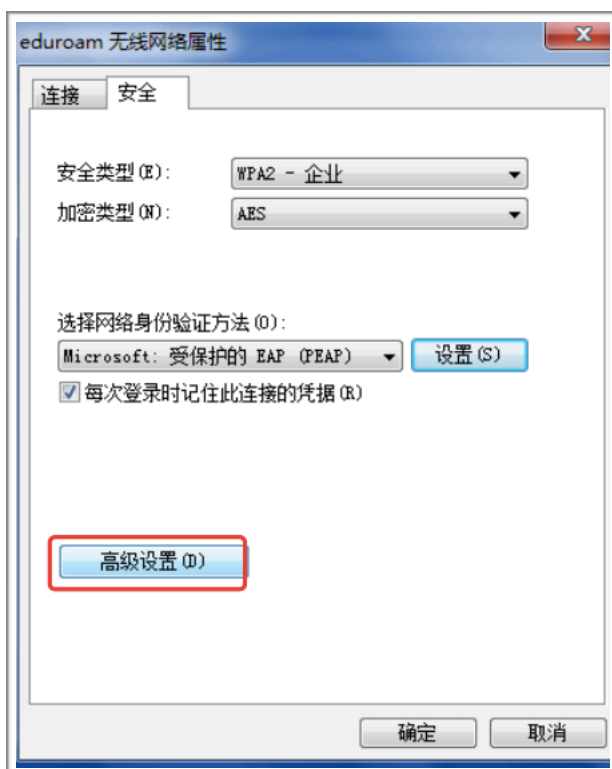 eduroam 无线网络属性
连接 安全
安全类型(E): WPA2 - 企业
加密类型(N): AES
选择网络身份验证方法(O):
Microsoft: 受保护的 EAP (PEAP) 设置(S)
每次登录时记住此连接的凭据(R)
高级设置(D)
确定 取消